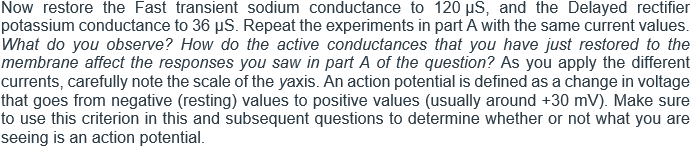 Now restore the Fast transient sodium conductance to 120 µS, and the Delayed rectifier
potassium conductance to 36 µS. Repeat the experiments in part A with the same current values.
What do you observe? How do the active conductances that you have just restored to the
membrane affect the responses you saw in part A of the question? As you apply the different
currents, carefully note the scale of the yaxis. An action potential is defined as a change in voltage
that goes from negative (resting) values to positive values (usually around +30 mV). Make sure
to use this criterion in this and subsequent questions to determine whether or not what you are
seeing is an action potential.